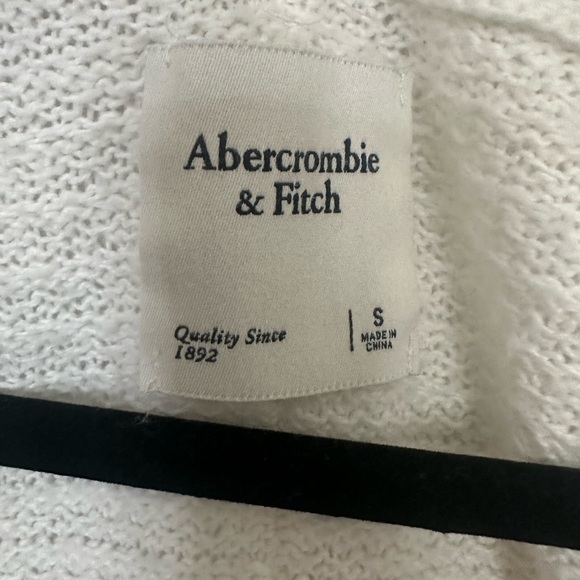 Abercrombie
& Fitch
Quality Since
1892
S
MADE IN
CHINA